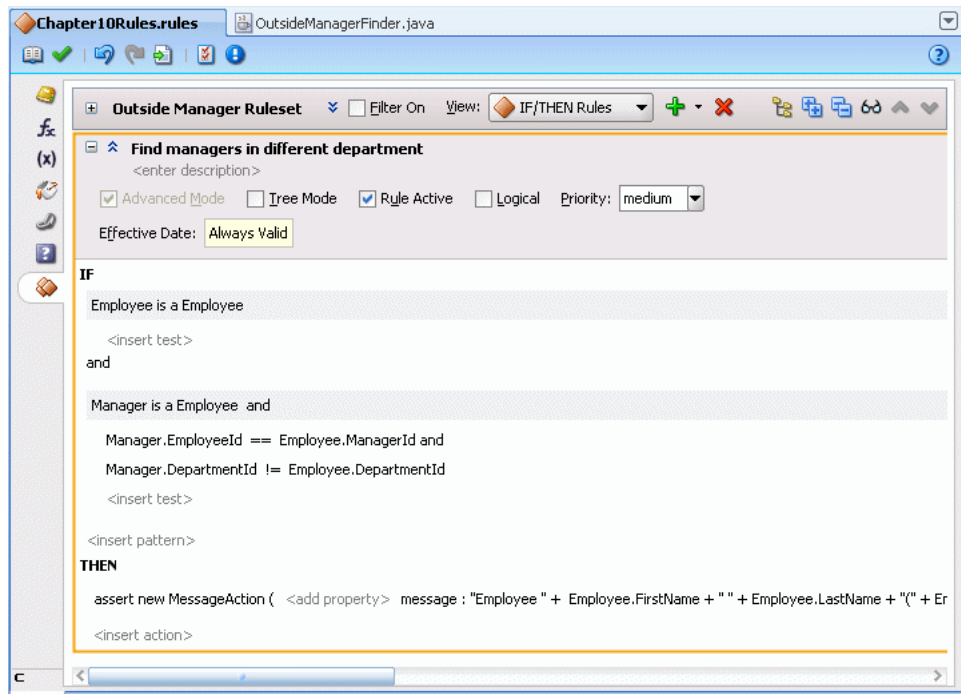 Chapter10Rules.rules OutsideManagerFinder.java
Outside Manager Ruleset Filter On View: IF/THEN Rules
Find managers in different department
<enter description>
Advanced Mode Tree Mode Rule Active Logical Priority: medium
Effective Date: Always Valid
IF
Employee is a Employee
<insert test>
and
Manager is a Employee and
Manager.EmployeeId == Employee.ManagerId and
Manager.DepartmentId != Employee.DepartmentId
<insert test>
<insert pattern>
THEN
assert new MessageAction ( <add property> message : "Employee " + Employee.FirstName + " " + Employee.LastName + "(" + Er
<insert action>